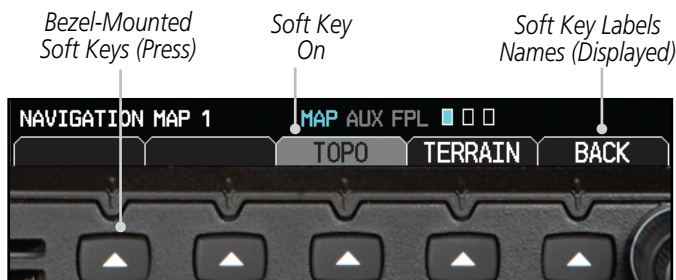 Bezel-Mounted
Soft Keys (Press)
Soft Key
On
Soft Key Labels
Names (Displayed)
NAVIGATION MAP 1 MAP AUX FPL
TOPO TERRAIN BACK